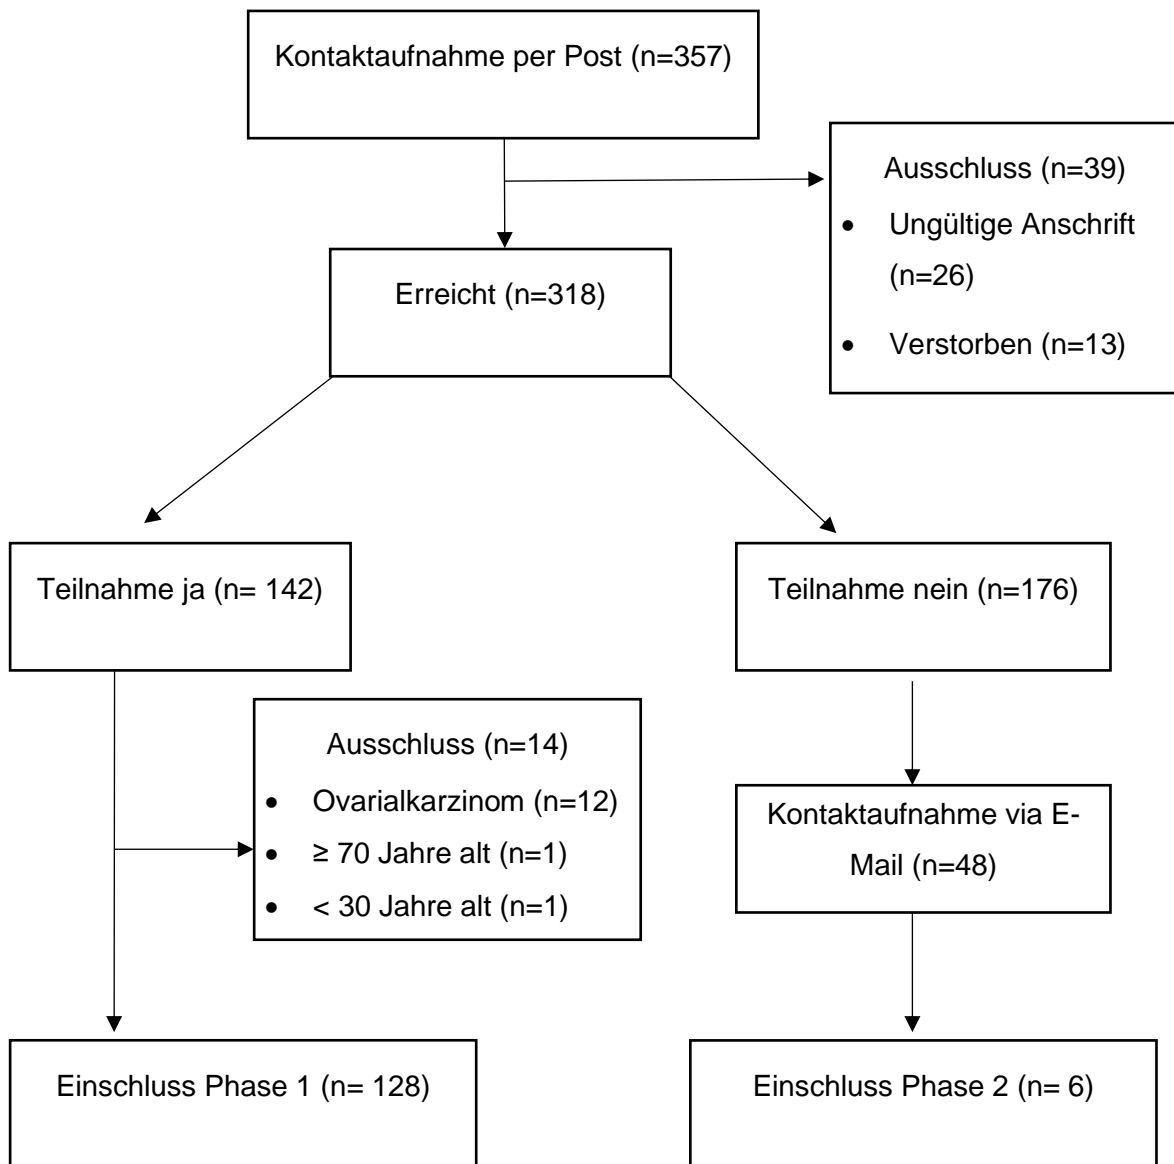 Kontaktaufnahme per Post (n=357)
Ausschluss (n=39)
• Ungültige Anschrift
(n=26)
• Verstorben (n=13)
Erreicht (n=318)
Teilnahme ja (n= 142)
Teilnahme nein (n=176)
Ausschluss (n=14)
• Ovarialkarzinom (n=12)
• ≥ 70 Jahre alt (n=1)
• < 30 Jahre alt (n=1)
Kontaktaufnahme via E-
Mail (n=48)
Einschluss Phase 1 (n= 128)
Einschluss Phase 2 (n= 6)